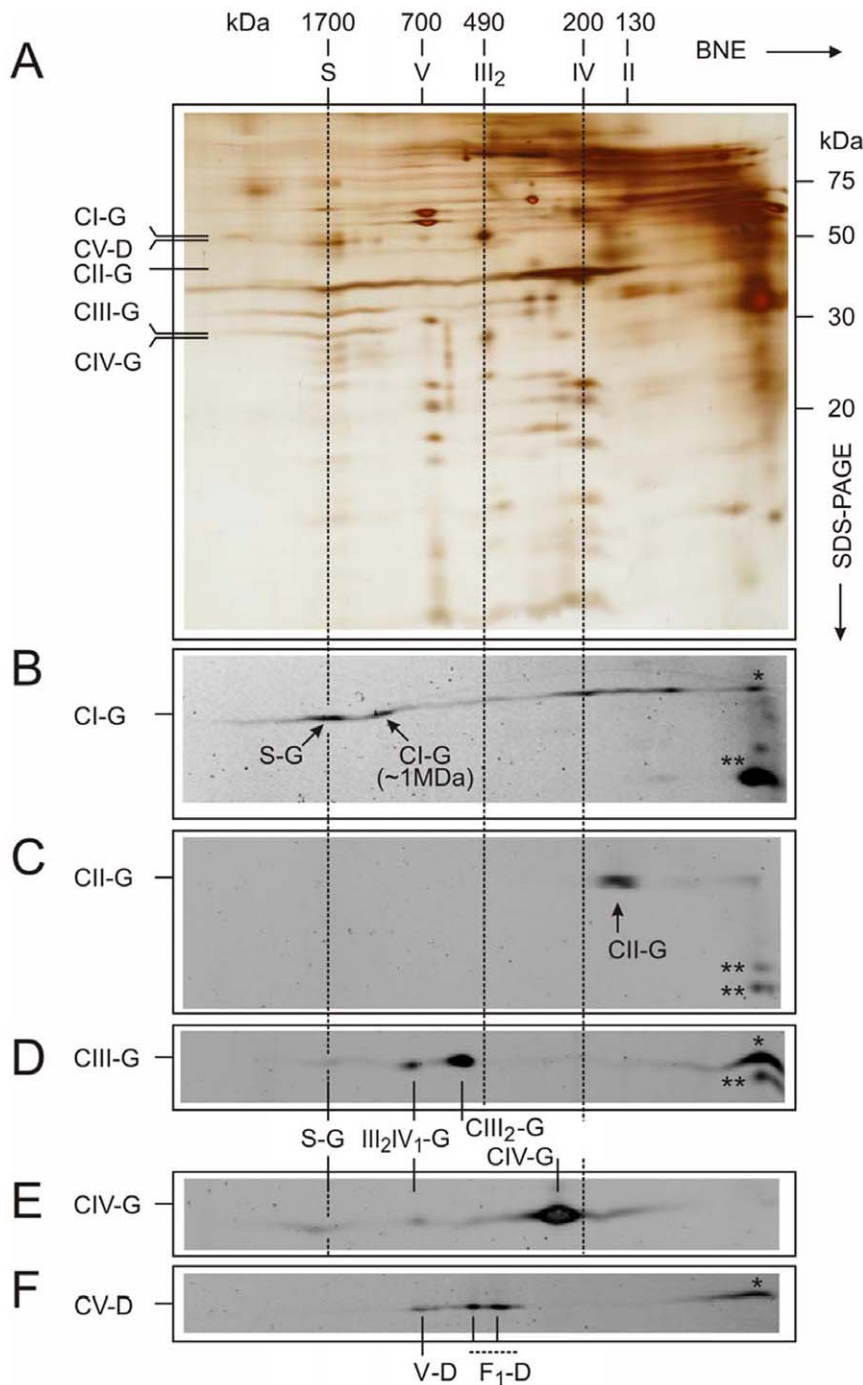 kDa 1700 700 490 200 130
A S V III₂ IV II BNE
kDa
75
CI-G
50
CV-D
CII-G
CIII-G
30
CIV-G
20
SDS-PAGE
B
*
CI-G
S-G CI-G **
(~1MDa)
C
CII-G
CII-G
**
**
D CIII-G *
**
S-G III₂IV₁-G CIII₂-G
CIV-G
E CIV-G
F
CV-D *
V-D F₁-D